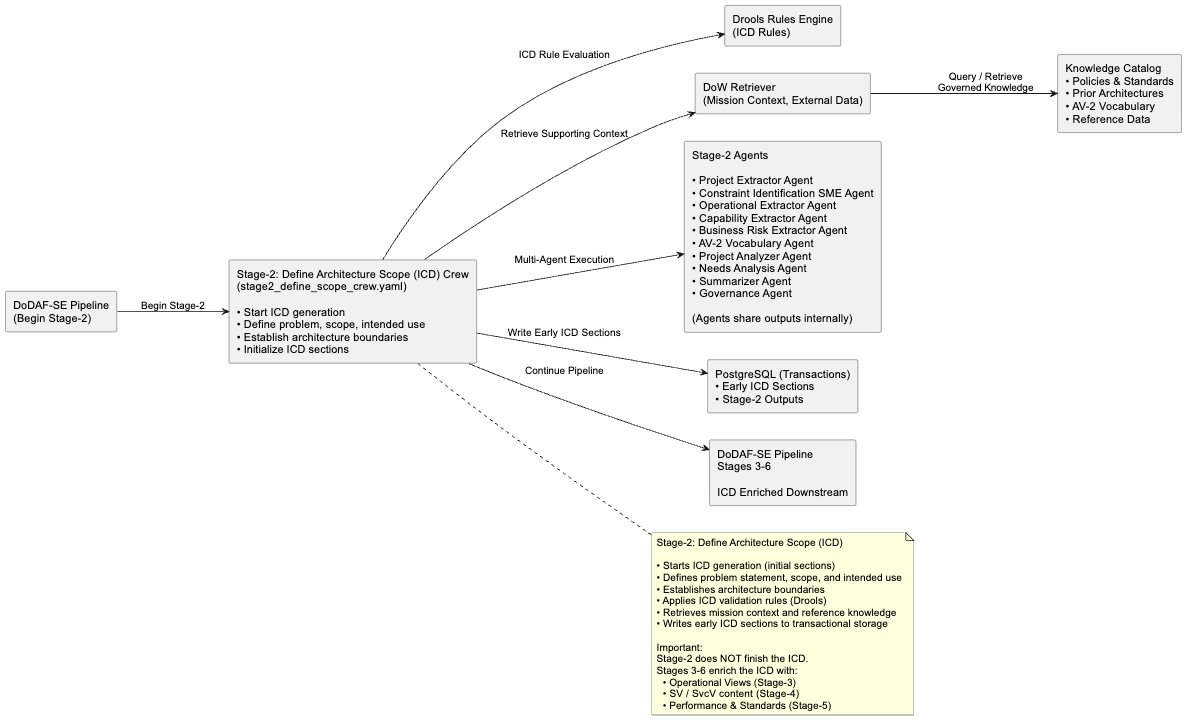 Drools Rules Engine
(ICD Rules)
ICD Rule Evaluation
DoW Retriever
(Mission Context, External Data)
Query / Retrieve
Governed Knowledge
Knowledge Catalog
• Policies & Standards
• Prior Architectures
• AV-2 Vocabulary
• Reference Data
Retrieve Supporting Context
Stage-2 Agents
• Project Extractor Agent
• Constraint Identification SME Agent
• Operational Extractor Agent
• Capability Extractor Agent
• Business Risk Extractor Agent
• AV-2 Vocabulary Agent
• Project Analyzer Agent
• Needs Analysis Agent
• Summarizer Agent
• Governance Agent
(Agents share outputs internally)
Multi-Agent Execution
DoDAF-SE Pipeline
(Begin Stage-2)
Begin Stage-2
Stage-2: Define Architecture Scope (ICD) Crew
(stage2_define_scope_crew.yaml)
• Start ICD generation
• Define problem, scope, intended use
• Establish architecture boundaries
• Initialize ICD sections
Write Early ICD Sections
PostgreSQL (Transactions)
• Early ICD Sections
• Stage-2 Outputs
Continue Pipeline
DoDAF-SE Pipeline
Stages 3-6
ICD Enriched Downstream
Stage-2: Define Architecture Scope (ICD)
• Starts ICD generation (initial sections)
• Defines problem statement, scope, and intended use
• Establishes architecture boundaries
• Applies ICD validation rules (Drools)
• Retrieves mission context and reference knowledge
• Writes early ICD sections to transactional storage
Important:
Stage-2 does NOT finish the ICD.
Stages 3-6 enrich the ICD with:
• Operational Views (Stage-3)
• SV / SvcV content (Stage-4)
• Performance & Standards (Stage-5)